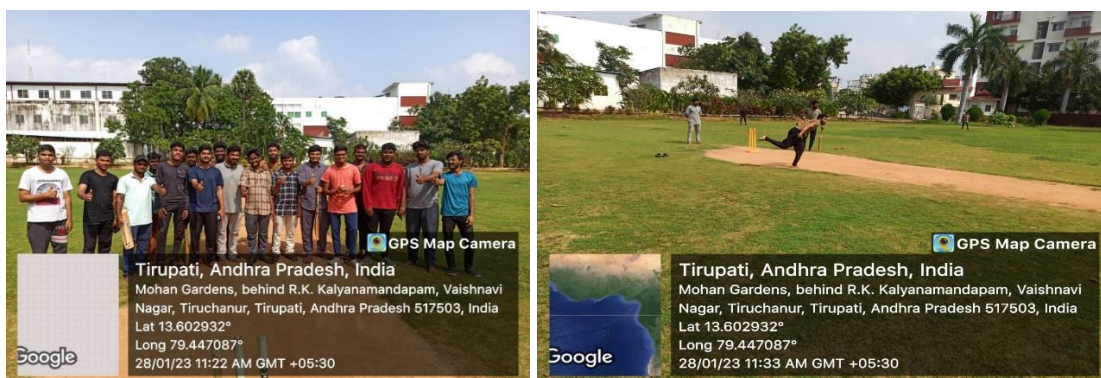 GPS Map Camera
Tirupati, Andhra Pradesh, India
Mohan Gardens, behind R.K. Kalyanamandapam, Vaishnavi
Nagar, Tiruchanur, Tirupati, Andhra Pradesh 517503, India
Lat 13.602932°
Long 79.447087°
28/01/23 11:22 AM GMT +05:30
Google
GPS Map Camera
Tirupati, Andhra Pradesh, India
Mohan Gardens, behind R.K. Kalyanamandapam, Vaishnavi
Nagar, Tiruchanur, Tirupati, Andhra Pradesh 517503, India
Lat 13.602932°
Long 79.447087°
28/01/23 11:33 AM GMT +05:30
Google